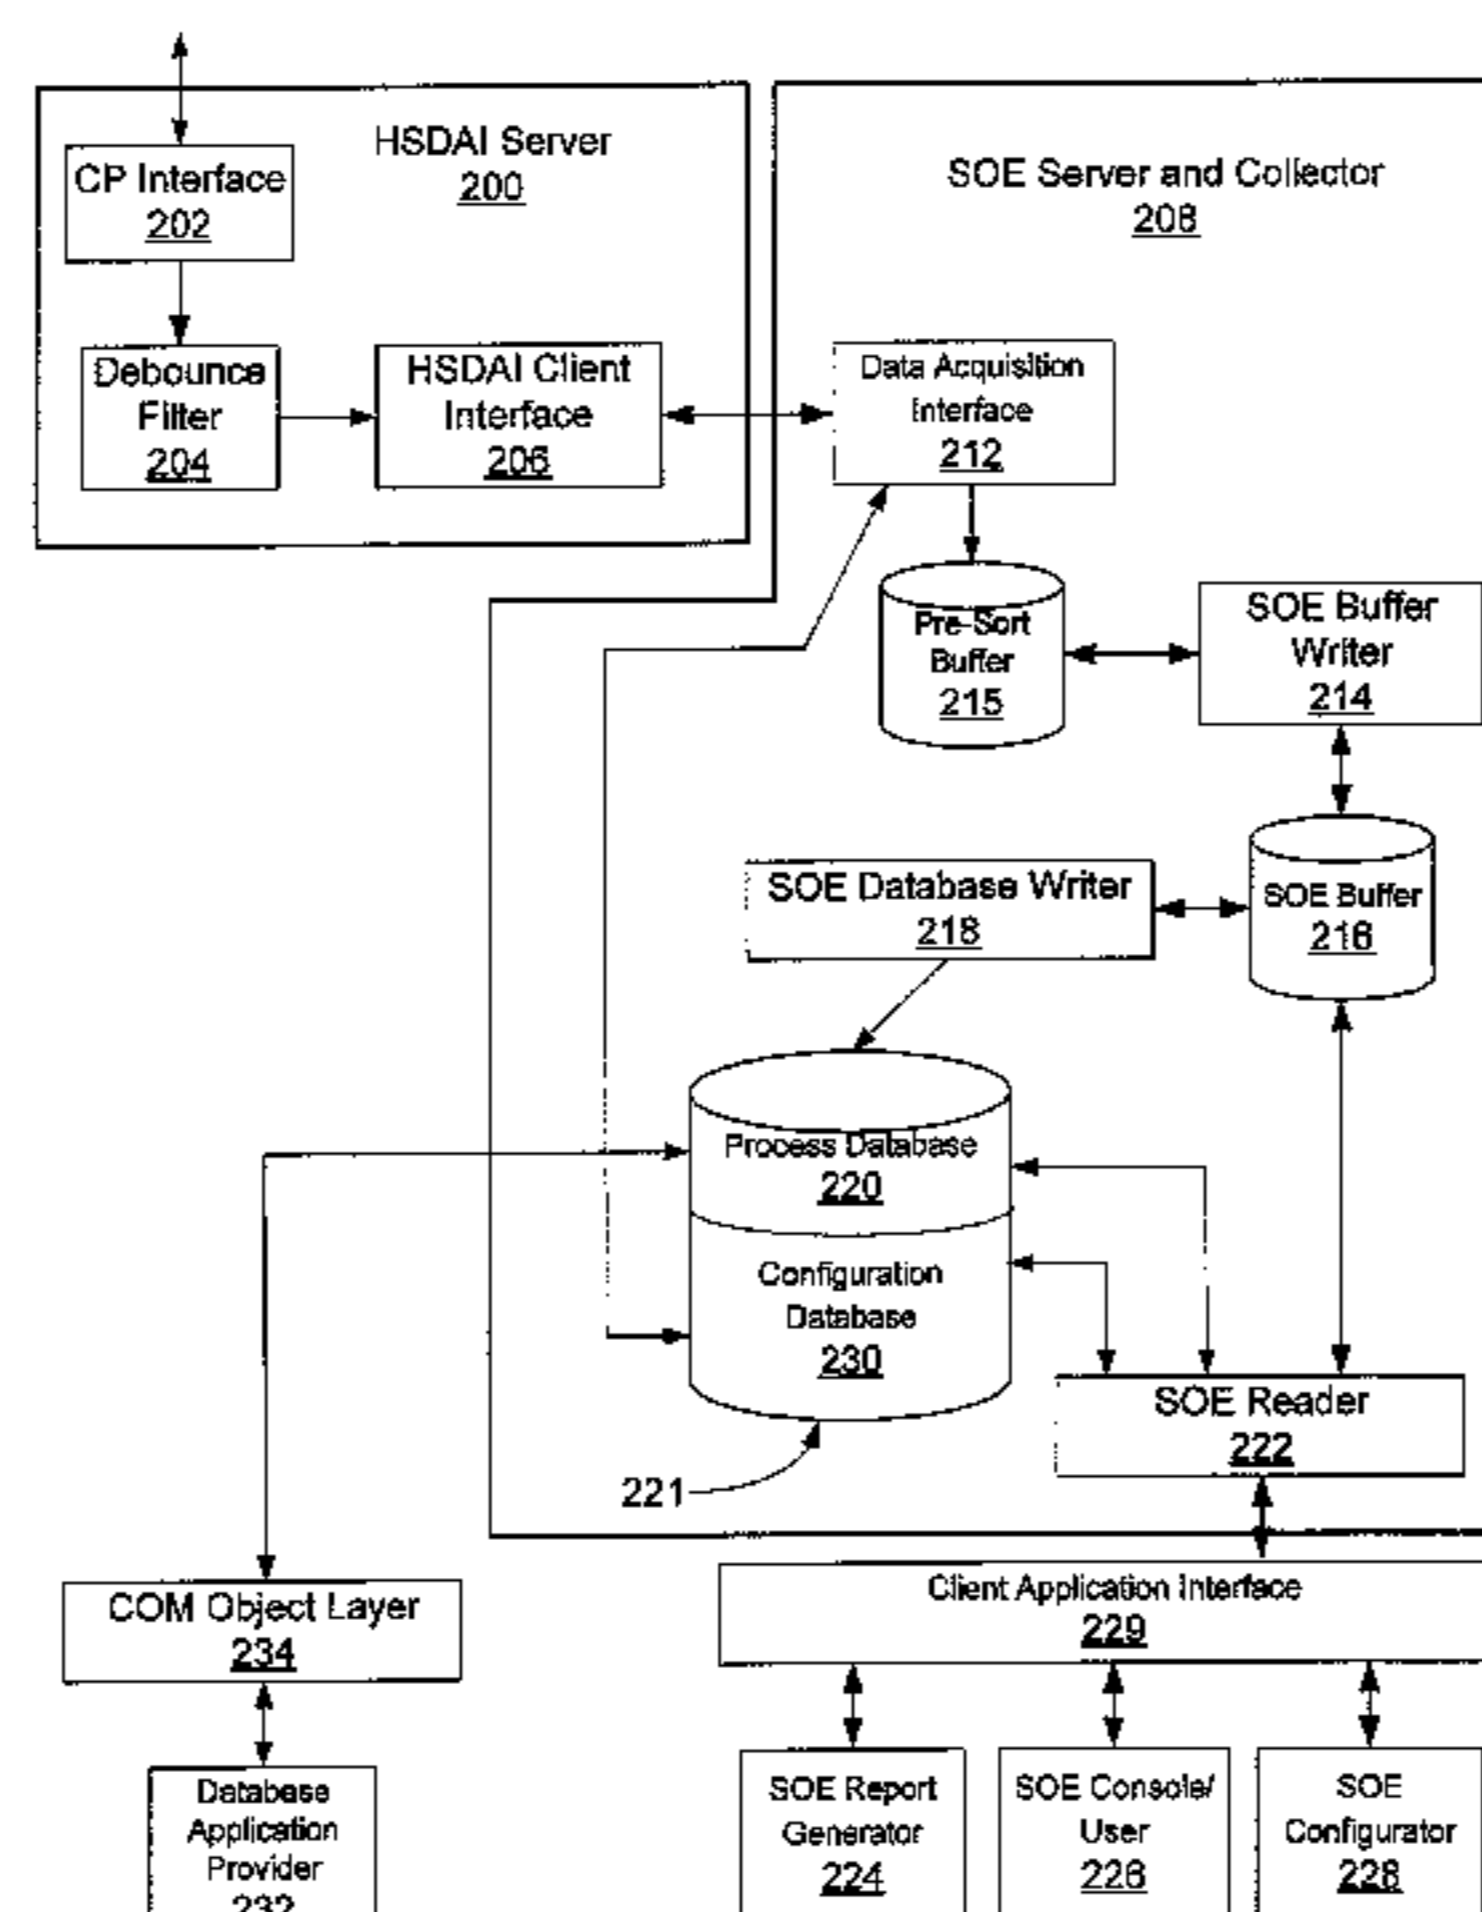 HSDAI Server
200
CP Interface
202
Debounce
Filter
204
HSDAI Client
Interface
206
SOE Server and Collector
208
Data Acquisition
Interface
212
Pre-Sort
Buffer
215
SOE Buffer
Writer
214
SOE Database Writer
218
SOE Buffer
216
Process Database
220
Configuration
Database
230
221
SOE Reader
222
COM Object Layer
234
Client Application Interface
229
Database
Application
Provider
232
SOE Report
Generator
224
SOE Console/
User
226
SOE
Configurator
228